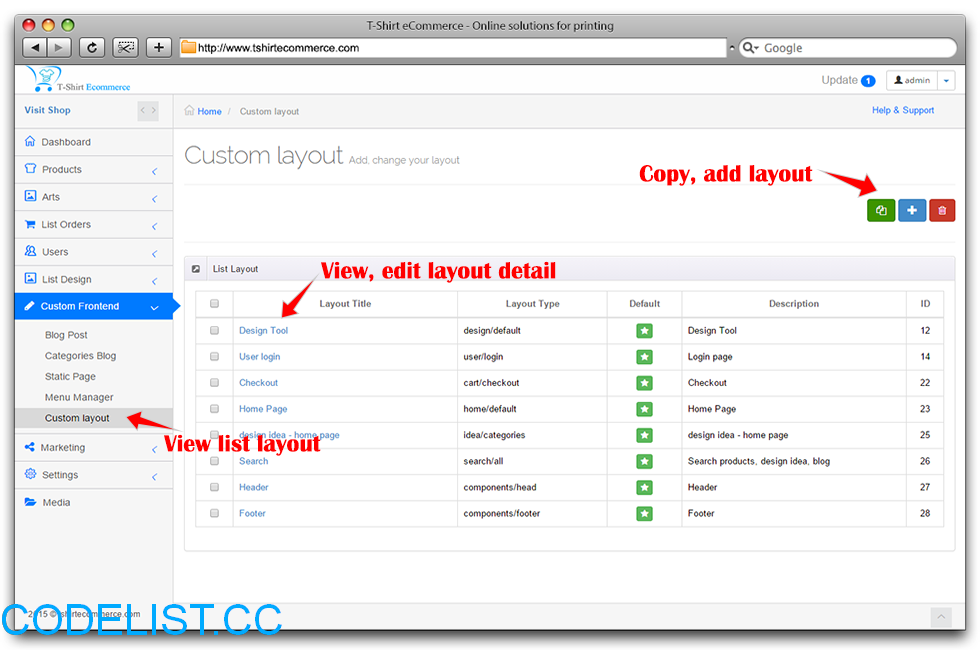 T-Shirt eCommerce - Online solutions for printing
http://www.tshirtecommerce.com
Google
T-Shirt Ecommerce
Update 1
admin
Visit Shop
Home / Custom layout
Help & Support
Dashboard
Products
Arts
List Orders
Users
List Design
Custom Frontend
Blog Post
Categories Blog
Static Page
Menu Manager
Custom layout
Marketing
Settings
Media
Custom layout Add, change your layout
Copy, add layout
List Layout
View, edit layout detail
Layout Title Layout Type Default Description ID
Design Tool design/default Design Tool 12
User login user/login Login page 14
Checkout cart/checkout Checkout 22
Home Page home/default Home Page 23
design idea - home page idea/categories design idea - home page 25
View list layout
Search search/all Search products, design idea, blog 26
Header components/head Header 27
Footer components/footer Footer 28
2015 © tshirtecommerce.com
CODELIST.CC